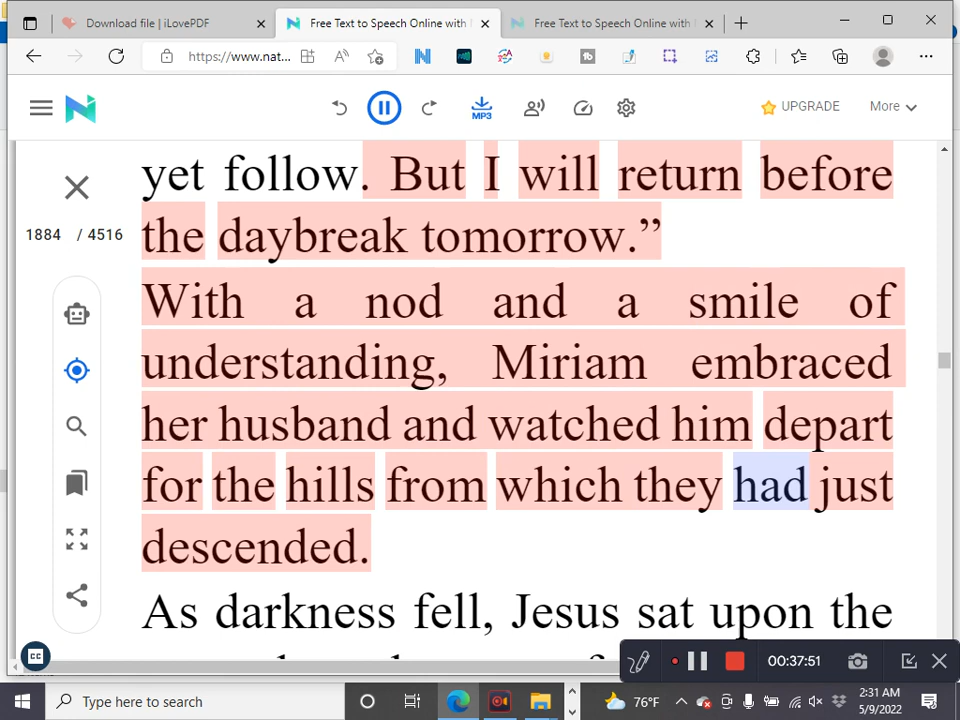 Download file | iLovePDF
Free Text to Speech Online with
Free Text to Speech Online with
https://www.nat...
MP3
UPGRADE
More
yet follow. But I will return before
1884 / 4516
the daybreak tomorrow.”
With a nod and a smile of
understanding, Miriam embraced
her husband and watched him depart
for the hills from which they had just
descended.
As darkness fell, Jesus sat upon the
CC
00:37:51
Type here to search
76°F
2:31 AM
5/9/2022